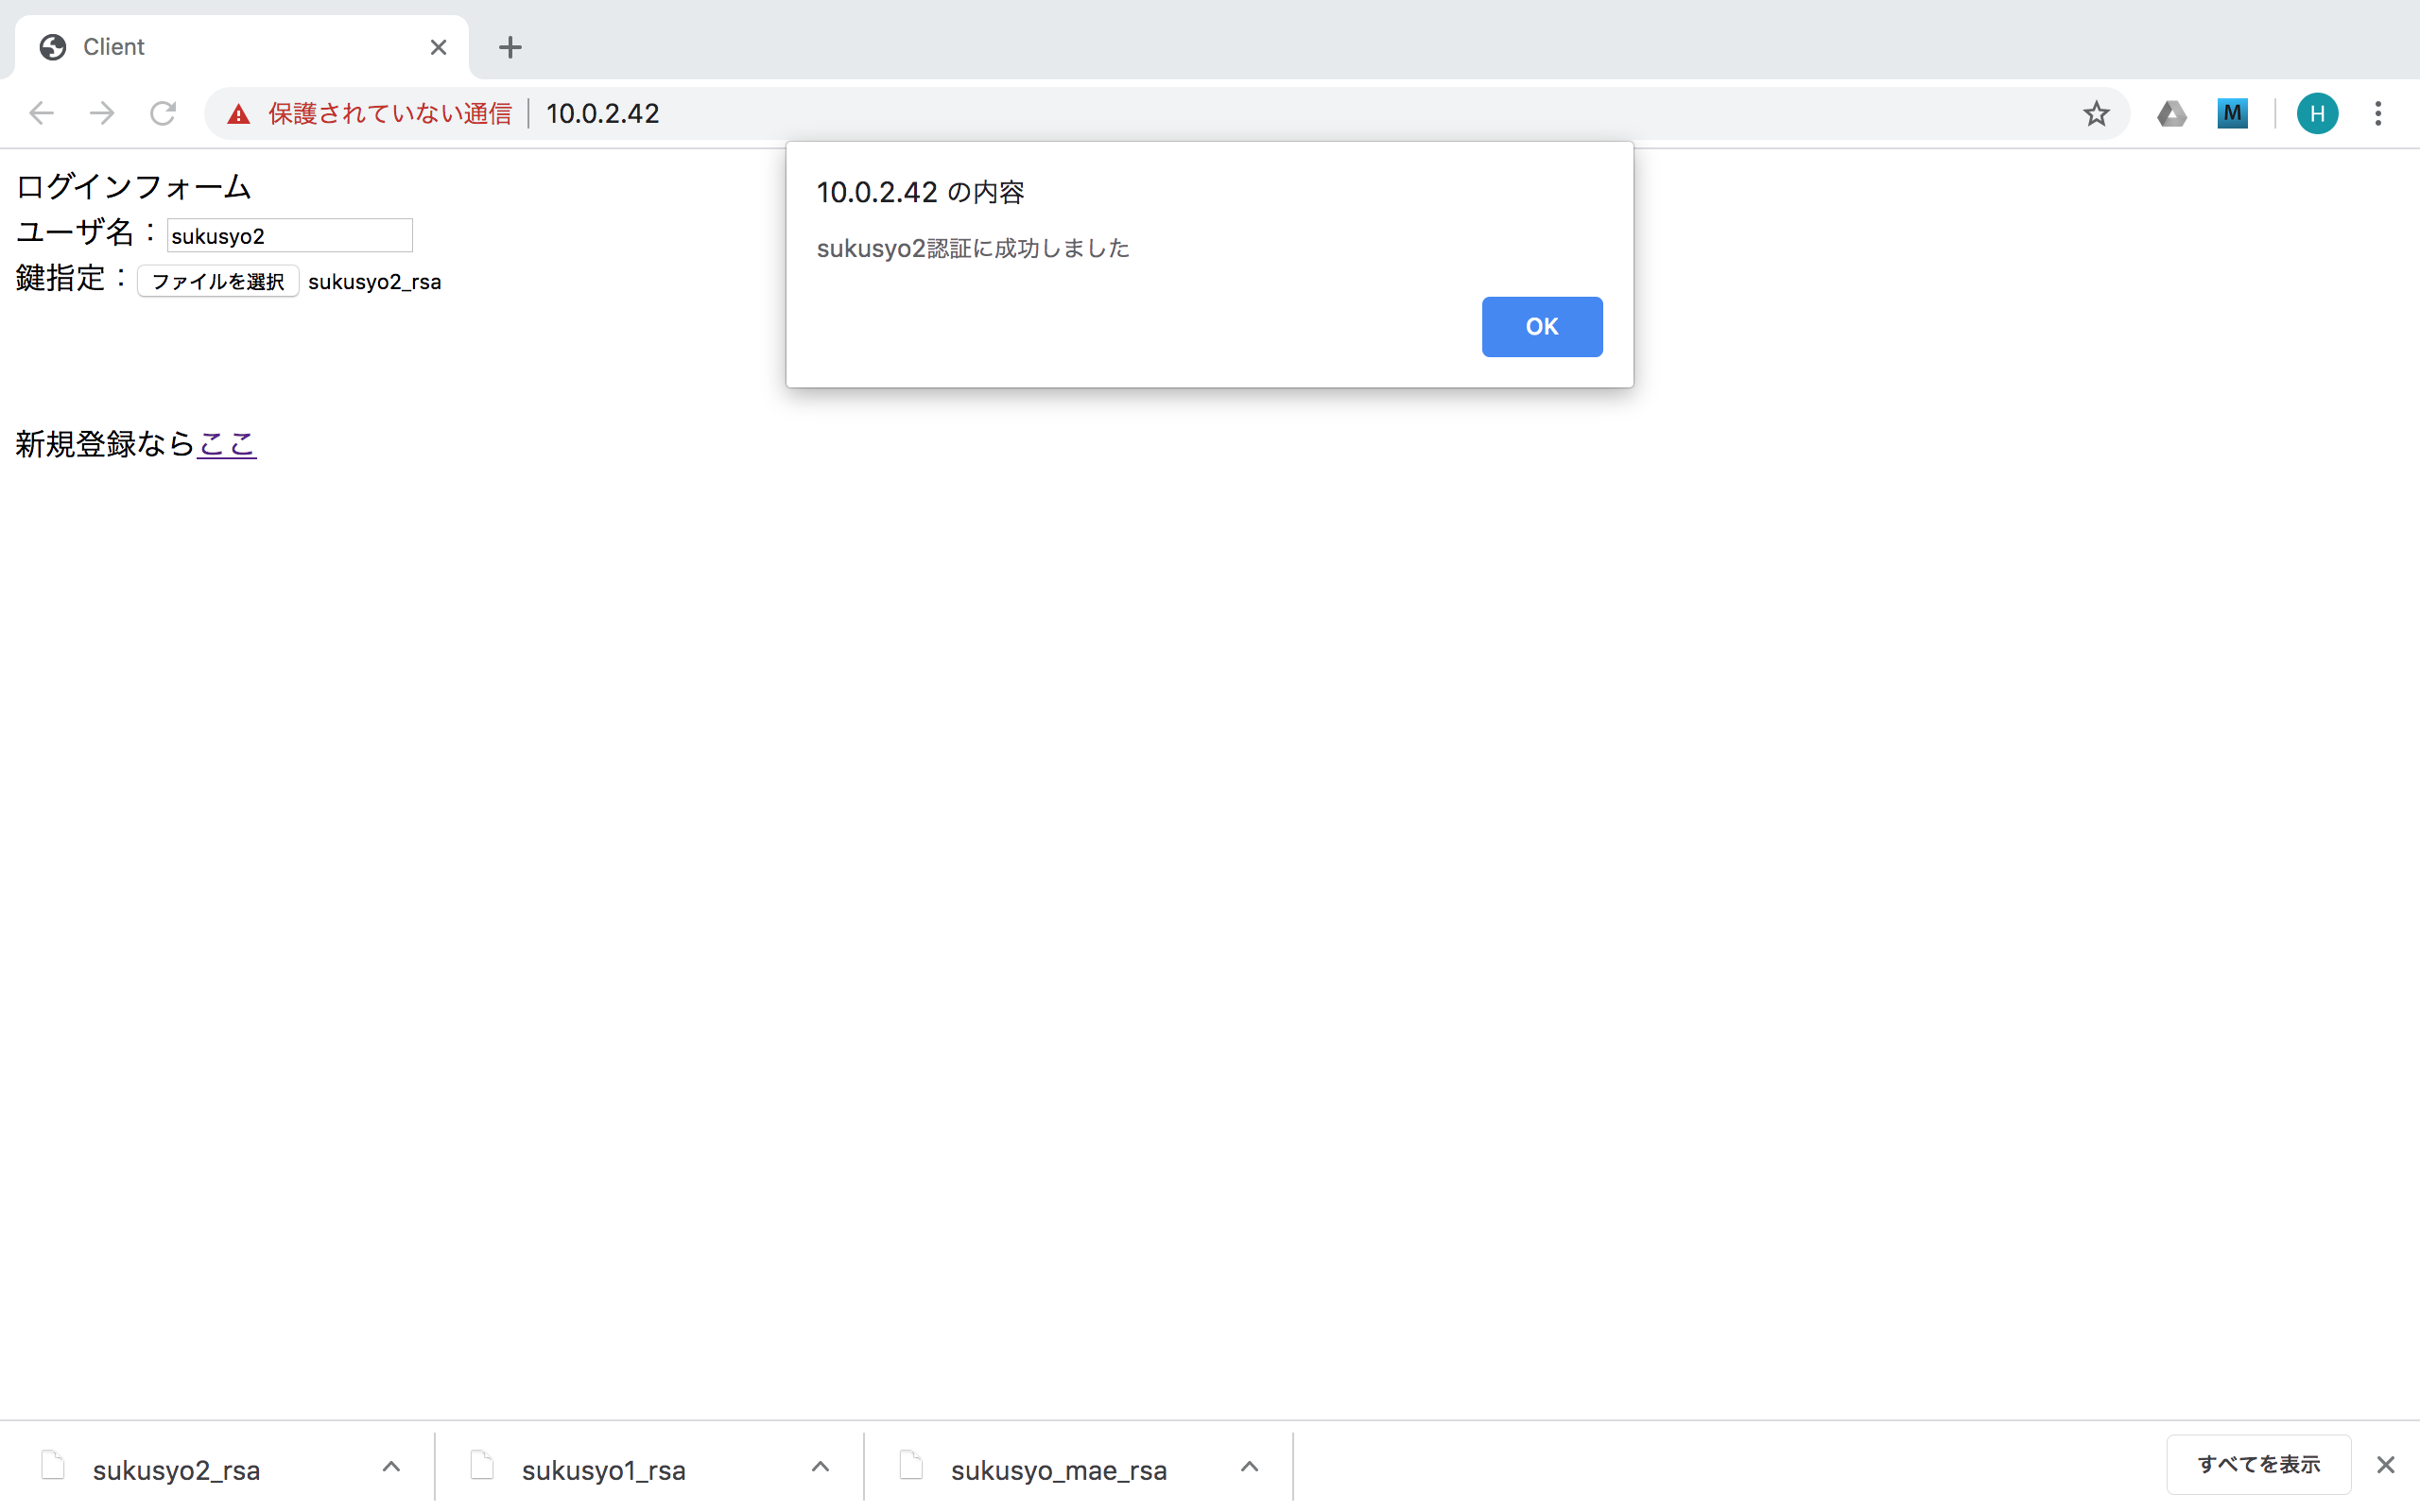 Client
保護されていない通信 10.0.2.42
M
H
10.0.2.42 の内容
sukusyo2認証に成功しました
OK
ログインフォーム
ユーザ名：sukusyo2
鍵指定：ファイルを選択 sukusyo2_rsa
新規登録ならここ
sukusyo2_rsa
sukusyo1_rsa
sukusyo_mae_rsa
すべてを表示